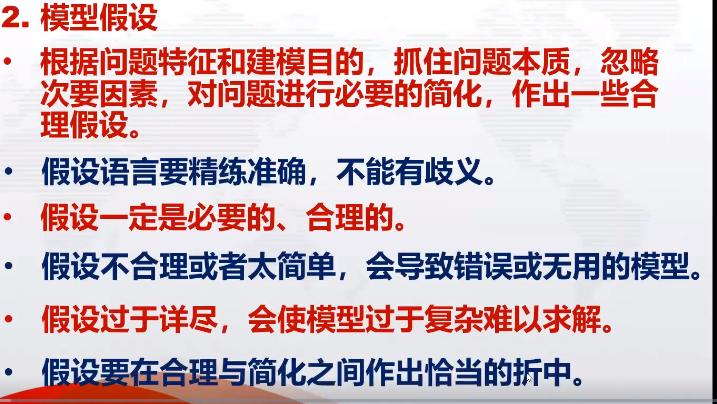 2. 模型假设
• 根据问题特征和建模目的，抓住问题本质，忽略
次要因素，对问题进行必要的简化，作出一些合
理假设。
• 假设语言要精练准确，不能有歧义。
• 假设一定是必要的、合理的。
• 假设不合理或者太简单，会导致错误或无用的模型。
• 假设过于详尽，会使模型过于复杂难以求解。
• 假设要在合理与简化之间作出恰当的折中。